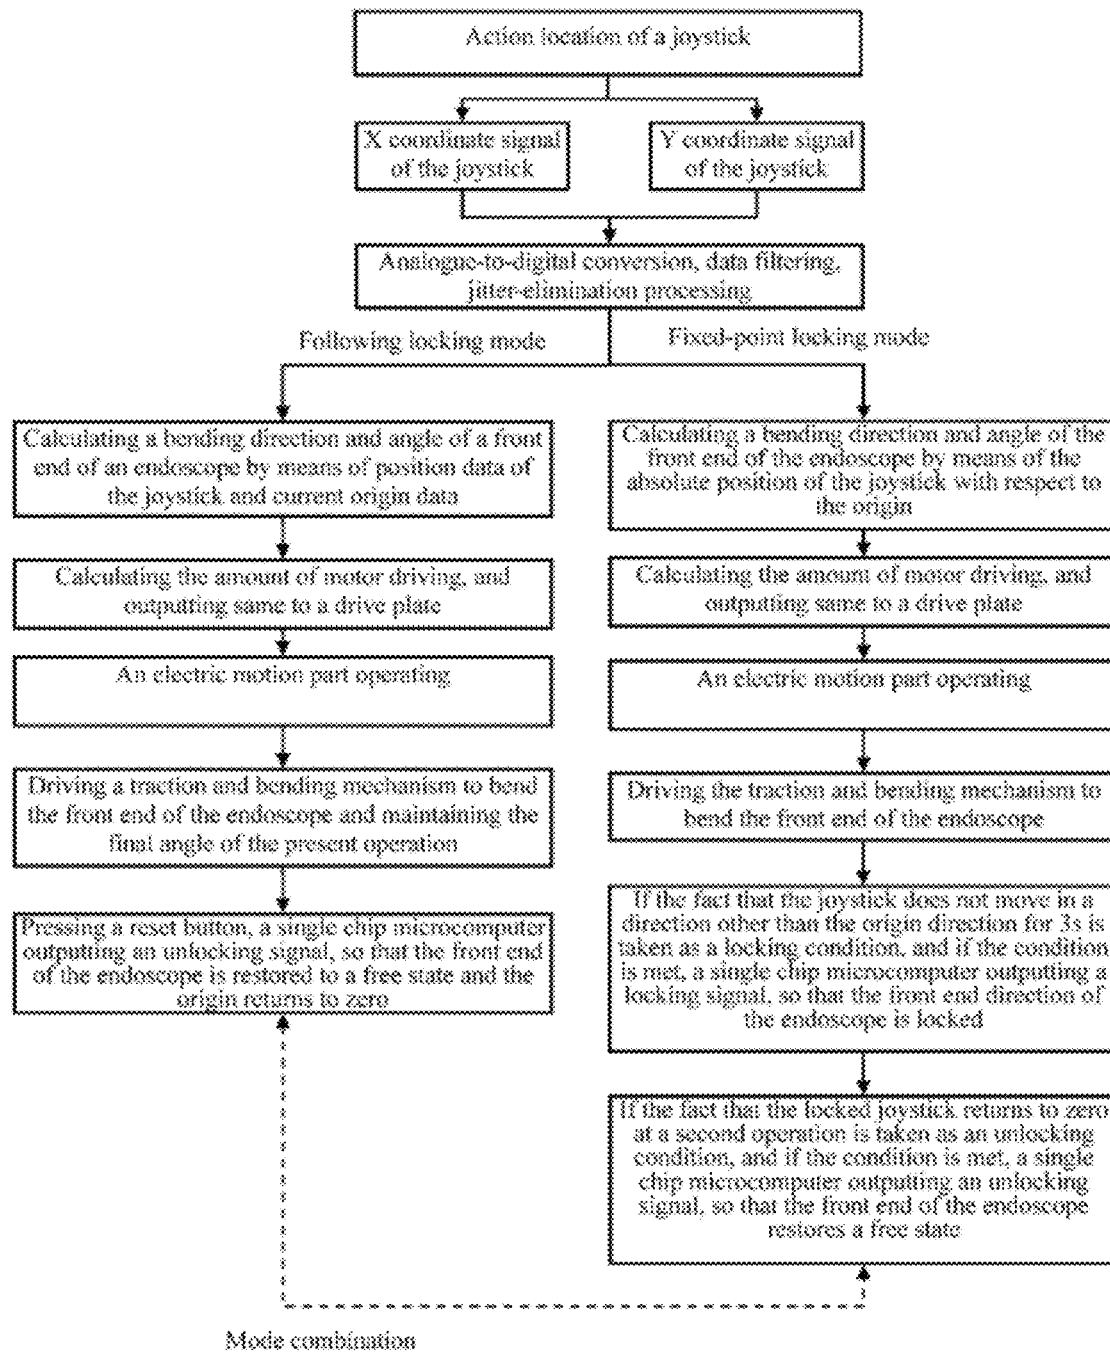 Action location of a joystick
X coordinate signal
of the joystick
Y coordinate signal
of the joystick
Analogue-to-digital conversion, data filtering,
jitter-elimination processing
Following locking mode
Fixed-point locking mode
Calculating a bending direction and angle of a front
end of an endoscope by means of position data of
the joystick and current origin data
Calculating the amount of motor driving, and
outputting same to a drive plate
An electric motion part operating
Driving a traction and bending mechanism to bend
the front end of the endoscope and maintaining the
final angle of the present operation
Pressing a reset button, a single chip microcomputer
outputting an unlocking signal, so that the front end
of the endoscope is restored to a free state and the
origin returns to zero
Calculating a bending direction and angle of the
front end of the endoscope by means of the
absolute position of the joystick with respect to
the origin
Calculating the amount of motor driving, and
outputting same to a drive plate
An electric motion part operating
Driving the traction and bending mechanism to
bend the front end of the endoscope
If the fact that the joystick does not move in a
direction other than the origin direction for 3s is
taken as a locking condition, and if the condition
is met, a single chip microcomputer outputting a
locking signal, so that the front end direction of
the endoscope is locked
If the fact that the locked joystick returns to zero
at a second operation is taken as an unlocking
condition, and if the condition is met, a single
chip microcomputer outputting an unlocking
signal, so that the front end of the endoscope
restores a free state
Mode combination